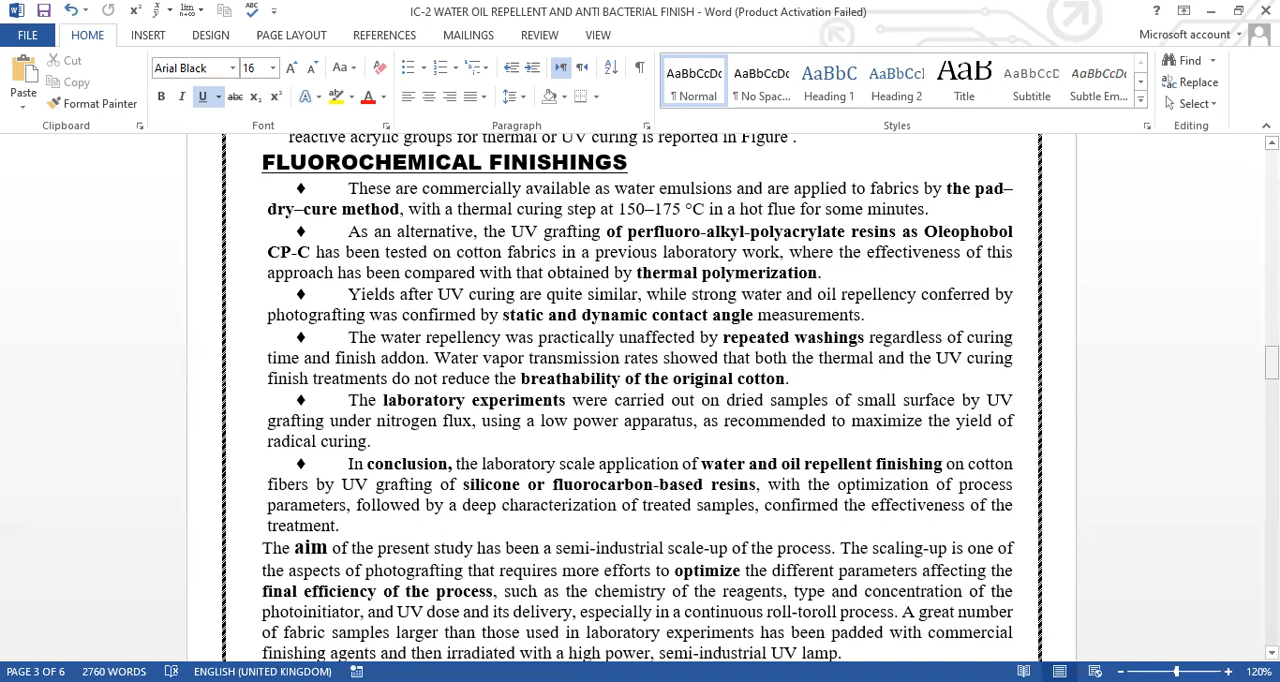 IC-2 WATER OIL REPELLENT AND ANTI BACTERIAL FINISH - Word (Product Activation Failed)
FILE HOME INSERT DESIGN PAGE LAYOUT REFERENCES MAILINGS REVIEW VIEW Microsoft account
Paste
Cut
Copy
Format Painter
Clipboard
Arial Black 16
Font
Paragraph
AaBbCcDc AaBbCcDc AaBbC AaBbCcl AaB AaBbCcD AaBbCcDc
¶ Normal ¶ No Spac... Heading 1 Heading 2 Title Subtitle Subtle Em...
Styles
Find
Replace
Select
Editing
reactive acrylic groups for thermal or UV curing is reported in Figure .
FLUOROCHEMICAL FINISHINGS
♦ These are commercially available as water emulsions and are applied to fabrics by the pad–
dry–cure method, with a thermal curing step at 150–175 °C in a hot flue for some minutes.
♦ As an alternative, the UV grafting of perfluoro-alkyl-polyacrylate resins as Oleophobol
CP-C has been tested on cotton fabrics in a previous laboratory work, where the effectiveness of this
approach has been compared with that obtained by thermal polymerization.
♦ Yields after UV curing are quite similar, while strong water and oil repellency conferred by
photografting was confirmed by static and dynamic contact angle measurements.
♦ The water repellency was practically unaffected by repeated washings regardless of curing
time and finish addon. Water vapor transmission rates showed that both the thermal and the UV curing
finish treatments do not reduce the breathability of the original cotton.
♦ The laboratory experiments were carried out on dried samples of small surface by UV
grafting under nitrogen flux, using a low power apparatus, as recommended to maximize the yield of
radical curing.
♦ In conclusion, the laboratory scale application of water and oil repellent finishing on cotton
fibers by UV grafting of silicone or fluorocarbon-based resins, with the optimization of process
parameters, followed by a deep characterization of treated samples, confirmed the effectiveness of the
treatment.
The aim of the present study has been a semi-industrial scale-up of the process. The scaling-up is one of
the aspects of photografting that requires more efforts to optimize the different parameters affecting the
final efficiency of the process, such as the chemistry of the reagents, type and concentration of the
photoinitiator, and UV dose and its delivery, especially in a continuous roll-toroll process. A great number
of fabric samples larger than those used in laboratory experiments has been padded with commercial
finishing agents and then irradiated with a high power, semi-industrial UV lamp.
PAGE 3 OF 6 2760 WORDS ENGLISH (UNITED KINGDOM) 120%